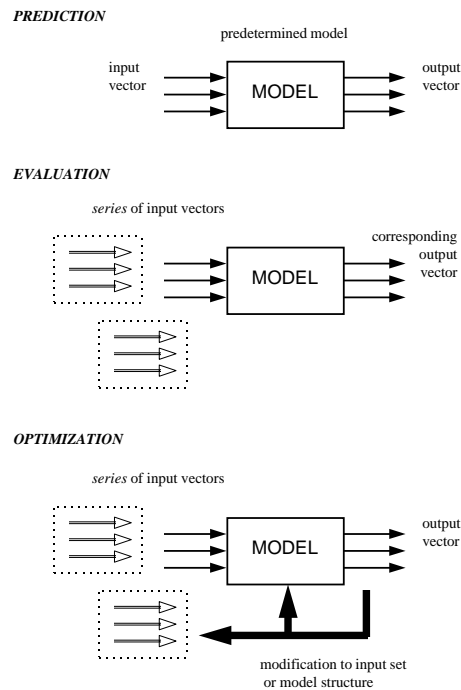 PREDICTION
predetermined model
input
vector
MODEL
output
vector
EVALUATION
series of input vectors
MODEL
corresponding
output
vector
OPTIMIZATION
series of input vectors
MODEL
output
vector
modification to input set
or model structure